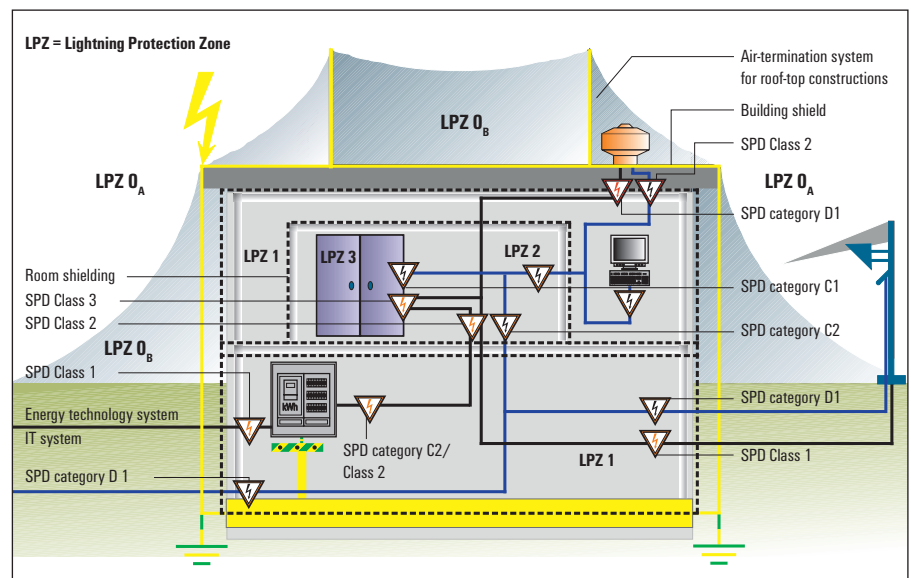 LPZ = Lightning Protection Zone
Air-termination system
for roof-top constructions
LPZ 0B
Building shield
SPD Class 2
LPZ 0A
LPZ 0A
SPD category D1
LPZ 1
LPZ 3
LPZ 2
Room shielding
SPD Class 3
SPD category C1
SPD Class 2
SPD category C2
LPZ 0B
SPD Class 1
kWh
SPD category D1
Energy technology system
IT system
SPD category C2/
Class 2
LPZ 1
SPD Class 1
SPD category D 1